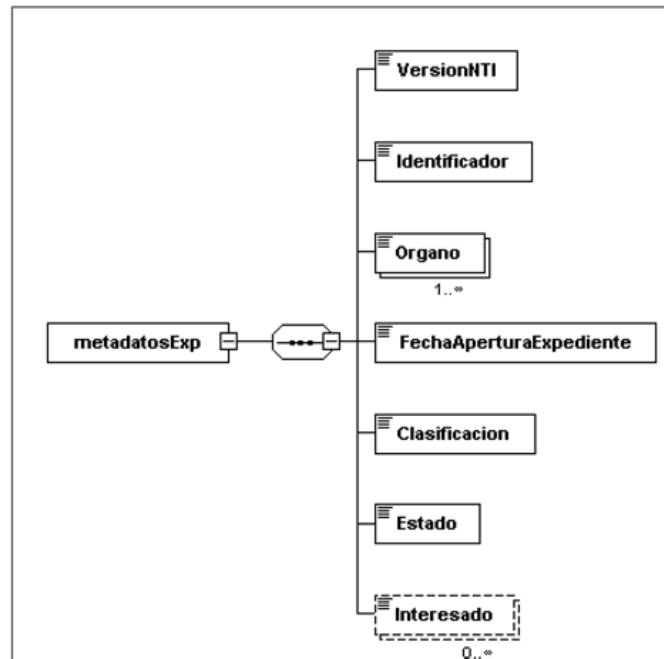 VersionNTI
Identificador
Organo
1..∞
metadatosExp
FechaAperturaExpediente
Clasificacion
Estado
Interesado
0..∞